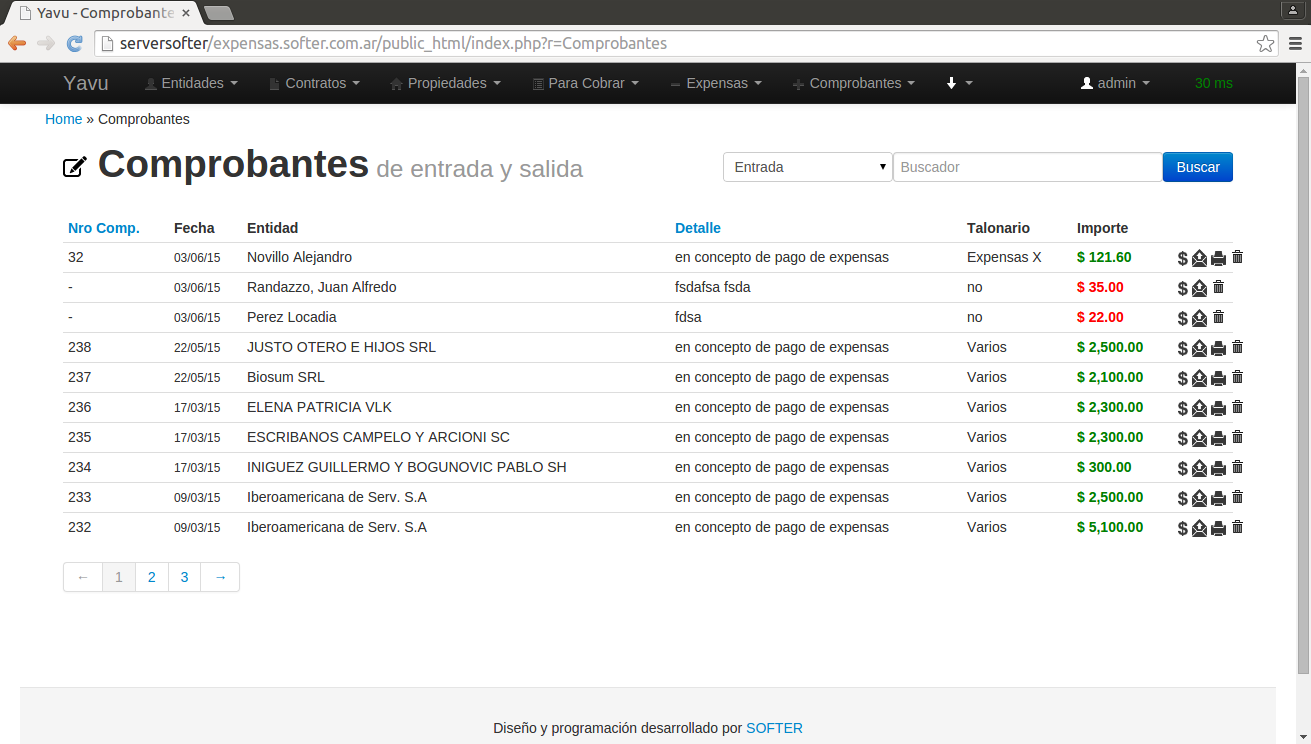 Yavu - Comprobante ×
serversofter/expensas.softer.com.ar/public_html/index.php?r=Comprobantes
Yavu Entidades Contratos Propiedades Para Cobrar Expensas Comprobantes admin 30 ms
Home » Comprobantes
Comprobantes de entrada y salida Entrada Buscador Buscar
Nro Comp. Fecha Entidad Detalle Talonario Importe
32 03/06/15 Novillo Alejandro en concepto de pago de expensas Expensas X $ 121.60
- 03/06/15 Randazzo, Juan Alfredo fsdafsa fsda no $ 35.00
- 03/06/15 Perez Locadia fdsa no $ 22.00
238 22/05/15 JUSTO OTERO E HIJOS SRL en concepto de pago de expensas Varios $ 2,500.00
237 22/05/15 Biosum SRL en concepto de pago de expensas Varios $ 2,100.00
236 17/03/15 ELENA PATRICIA VLK en concepto de pago de expensas Varios $ 2,300.00
235 17/03/15 ESCRIBANOS CAMPELO Y ARCIONI SC en concepto de pago de expensas Varios $ 2,300.00
234 17/03/15 INIGUEZ GUILLERMO Y BOGUNOVIC PABLO SH en concepto de pago de expensas Varios $ 300.00
233 09/03/15 Iberoamericana de Serv. S.A en concepto de pago de expensas Varios $ 2,500.00
232 09/03/15 Iberoamericana de Serv. S.A en concepto de pago de expensas Varios $ 5,100.00
← 1 2 3 →
Diseño y programación desarrollado por SOFTER